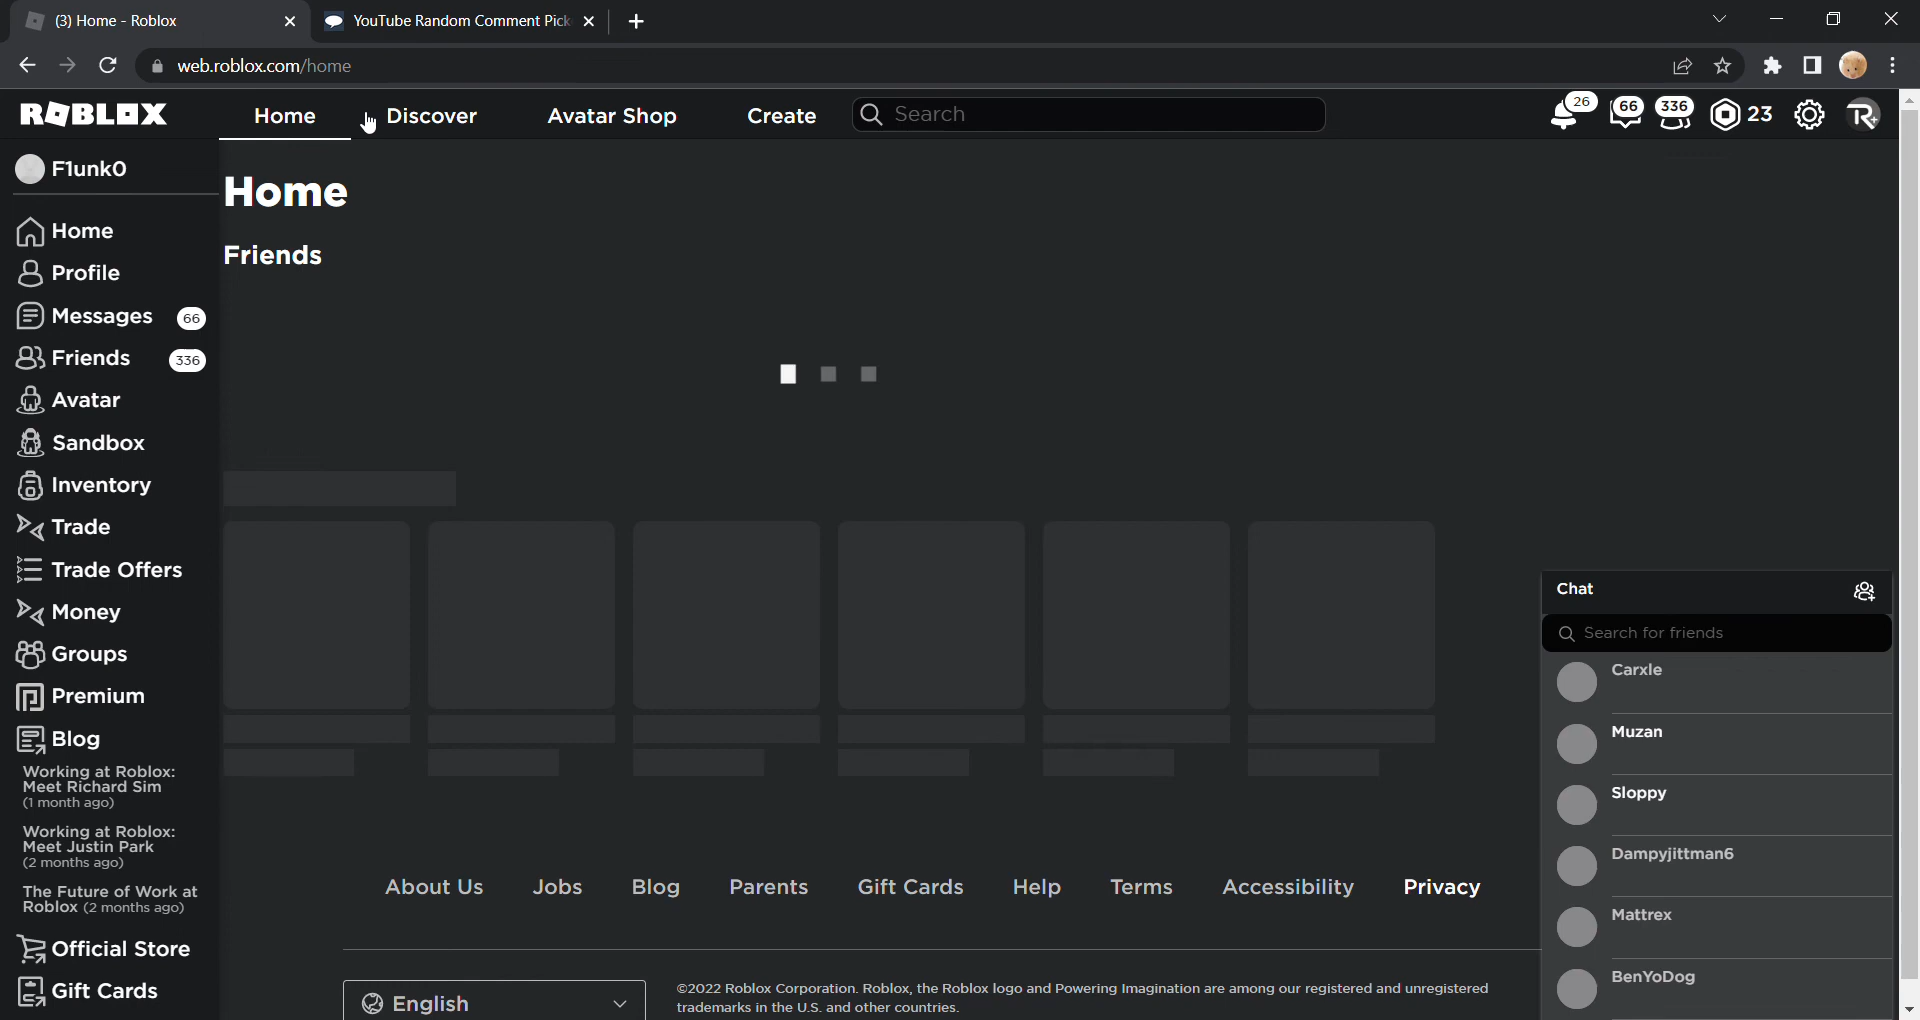 (3) Home - Roblox
YouTube Random Comment Pick
web.roblox.com/home
ROBLOX
Home
Discover
Avatar Shop
Create
Search
26
66
336
23
F1unk0
Home
Profile
Messages 66
Friends 336
Avatar
Sandbox
Inventory
Trade
Trade Offers
Money
Groups
Premium
Blog
Working at Roblox:
Meet Richard Sim
(1 month ago)
Working at Roblox:
Meet Justin Park
(2 months ago)
The Future of Work at
Roblox (2 months ago)
Official Store
Gift Cards
Home
Friends
About Us
Jobs
Blog
Parents
Gift Cards
Help
Terms
Accessibility
Privacy
English
©2022 Roblox Corporation. Roblox, the Roblox logo and Powering Imagination are among our registered and unregistered
trademarks in the U.S. and other countries.
Chat
Search for friends
Carxle
Muzan
Sloppy
Dampyjittman6
Mattrex
BenYoDog